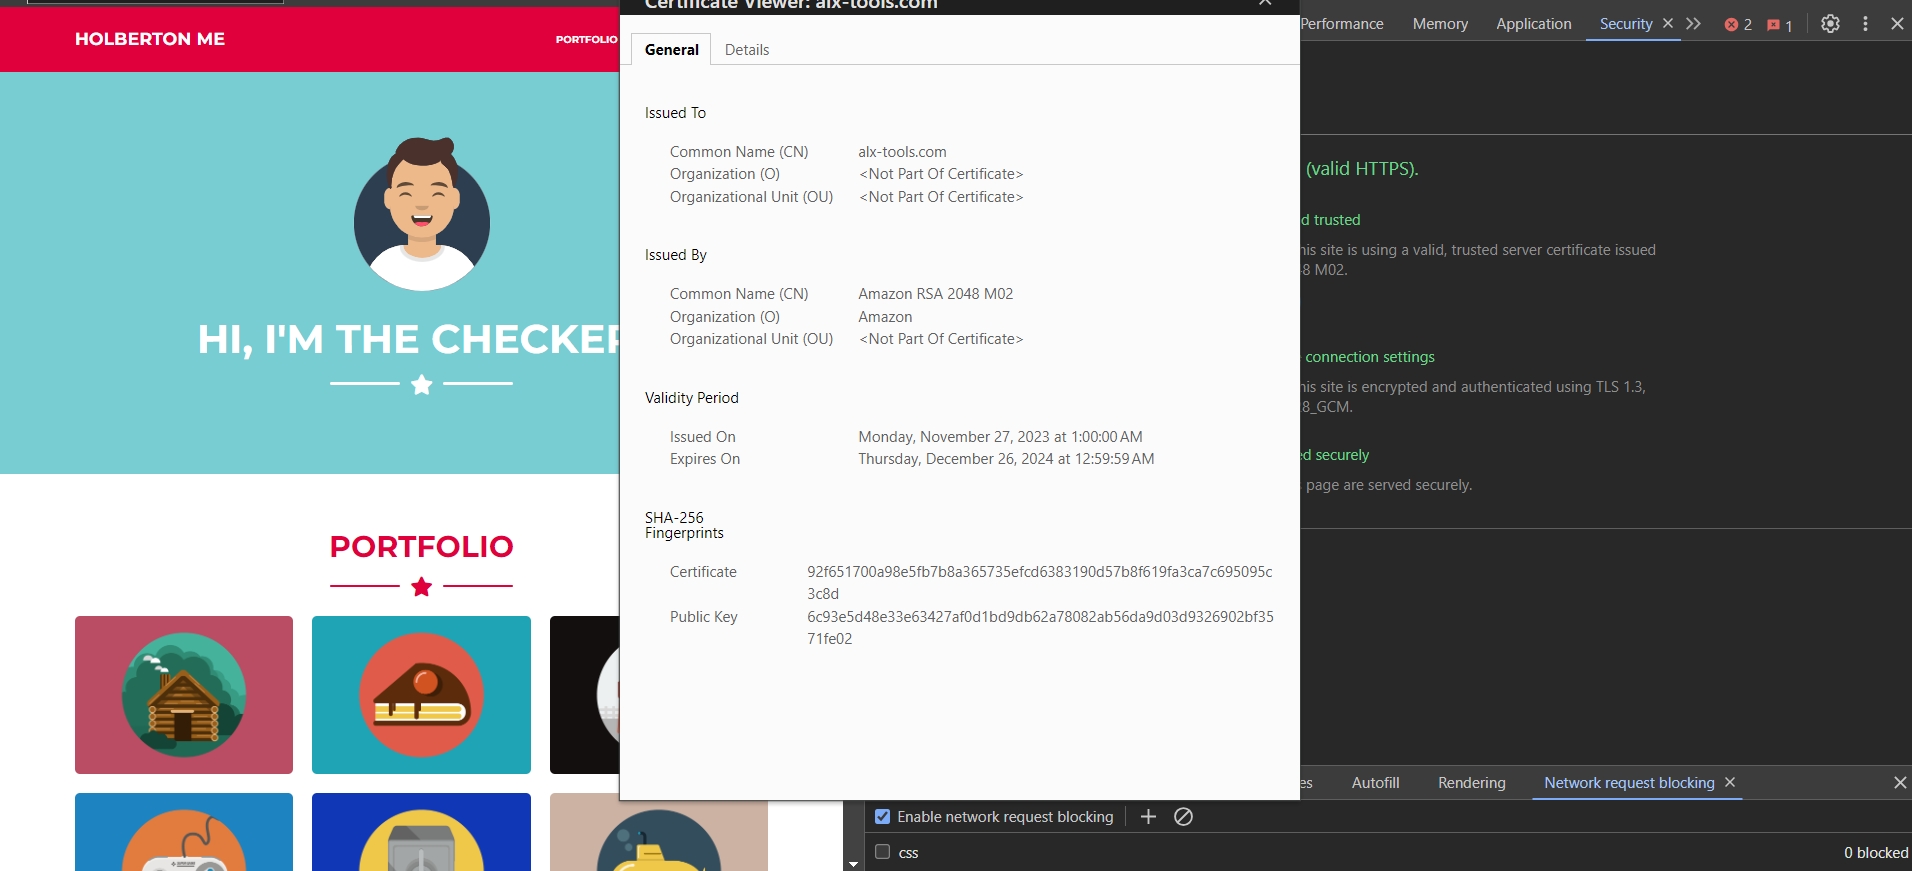 HOLBERTON ME
PORTFOLIO
HI, I'M THE CHECKER
PORTFOLIO
Certificate Viewer: alx-tools.com
General Details
Issued To
Common Name (CN) alx-tools.com
Organization (O) <Not Part Of Certificate>
Organizational Unit (OU) <Not Part Of Certificate>
Issued By
Common Name (CN) Amazon RSA 2048 M02
Organization (O) Amazon
Organizational Unit (OU) <Not Part Of Certificate>
Validity Period
Issued On Monday, November 27, 2023 at 1:00:00 AM
Expires On Thursday, December 26, 2024 at 12:59:59 AM
SHA-256
Fingerprints
Certificate 92f651700a98e5fb7b8a365735efcd6383190d57b8f619fa3ca7c695095c
3c8d
Public Key 6c93e5d48e33e63427af0d1bd9db62a78082ab56da9d03d9326902bf35
71fe02
Performance Memory Application Security 2 1
(valid HTTPS).
d trusted
his site is using a valid, trusted server certificate issued
8 M02.
connection settings
his site is encrypted and authenticated using TLS 1.3,
8_GCM.
ed securely
page are served securely.
es Autofill Rendering Network request blocking
Enable network request blocking
css 0 blocked